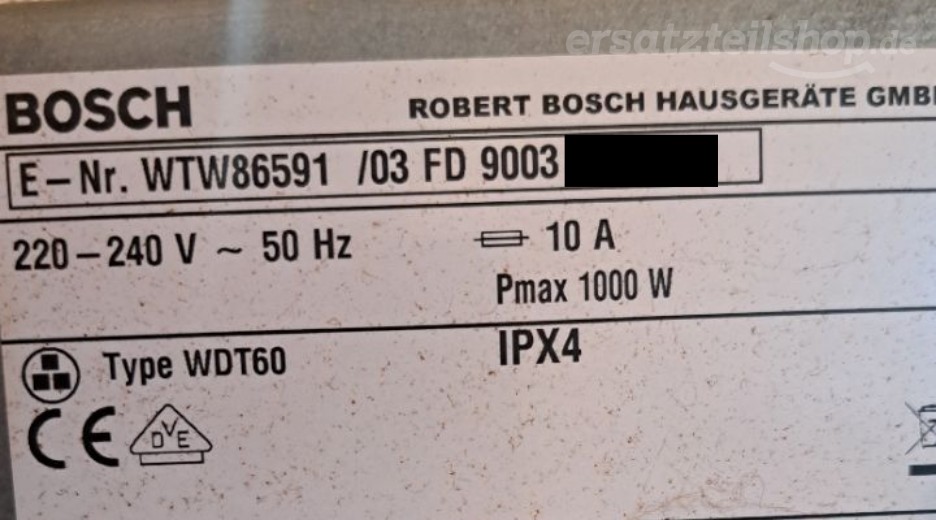 ersatzteilshop.de
BOSCH
ROBERT BOSCH HAUSGERÄTE GMB
E-Nr. WTW86591 /03 FD 9003
220-240 V ~ 50 Hz
10 A
Pmax 1000 W
Type WDT60
IPX4
CE
DVE